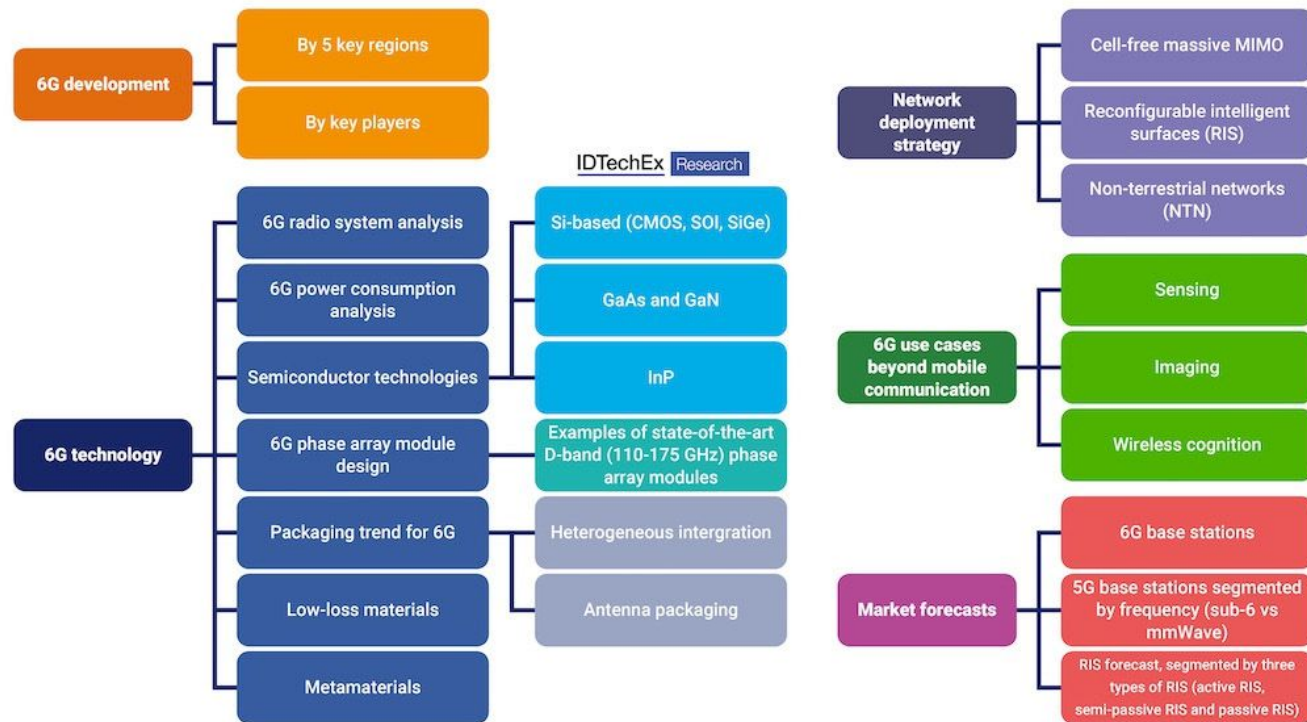 6G development
By 5 key regions
By key players
IDTechEx Research
6G technology
6G radio system analysis
6G power consumption
analysis
Semiconductor technologies
Si-based (CMOS, SOI, SiGe)
GaAs and GaN
InP
6G phase array module
design
Examples of state-of-the-art
D-band (110-175 GHz) phase
array modules
Packaging trend for 6G
Heterogeneous intergration
Antenna packaging
Low-loss materials
Metamaterials
Network
deployment
strategy
Cell-free massive MIMO
Reconfigurable intelligent
surfaces (RIS)
Non-terrestrial networks
(NTN)
6G use cases
beyond mobile
communication
Sensing
Imaging
Wireless cognition
Market forecasts
6G base stations
5G base stations segmented
by frequency (sub-6 vs
mmWave)
RIS forecast, segmented by three
types of RIS (active RIS,
semi-passive RIS and passive RIS)